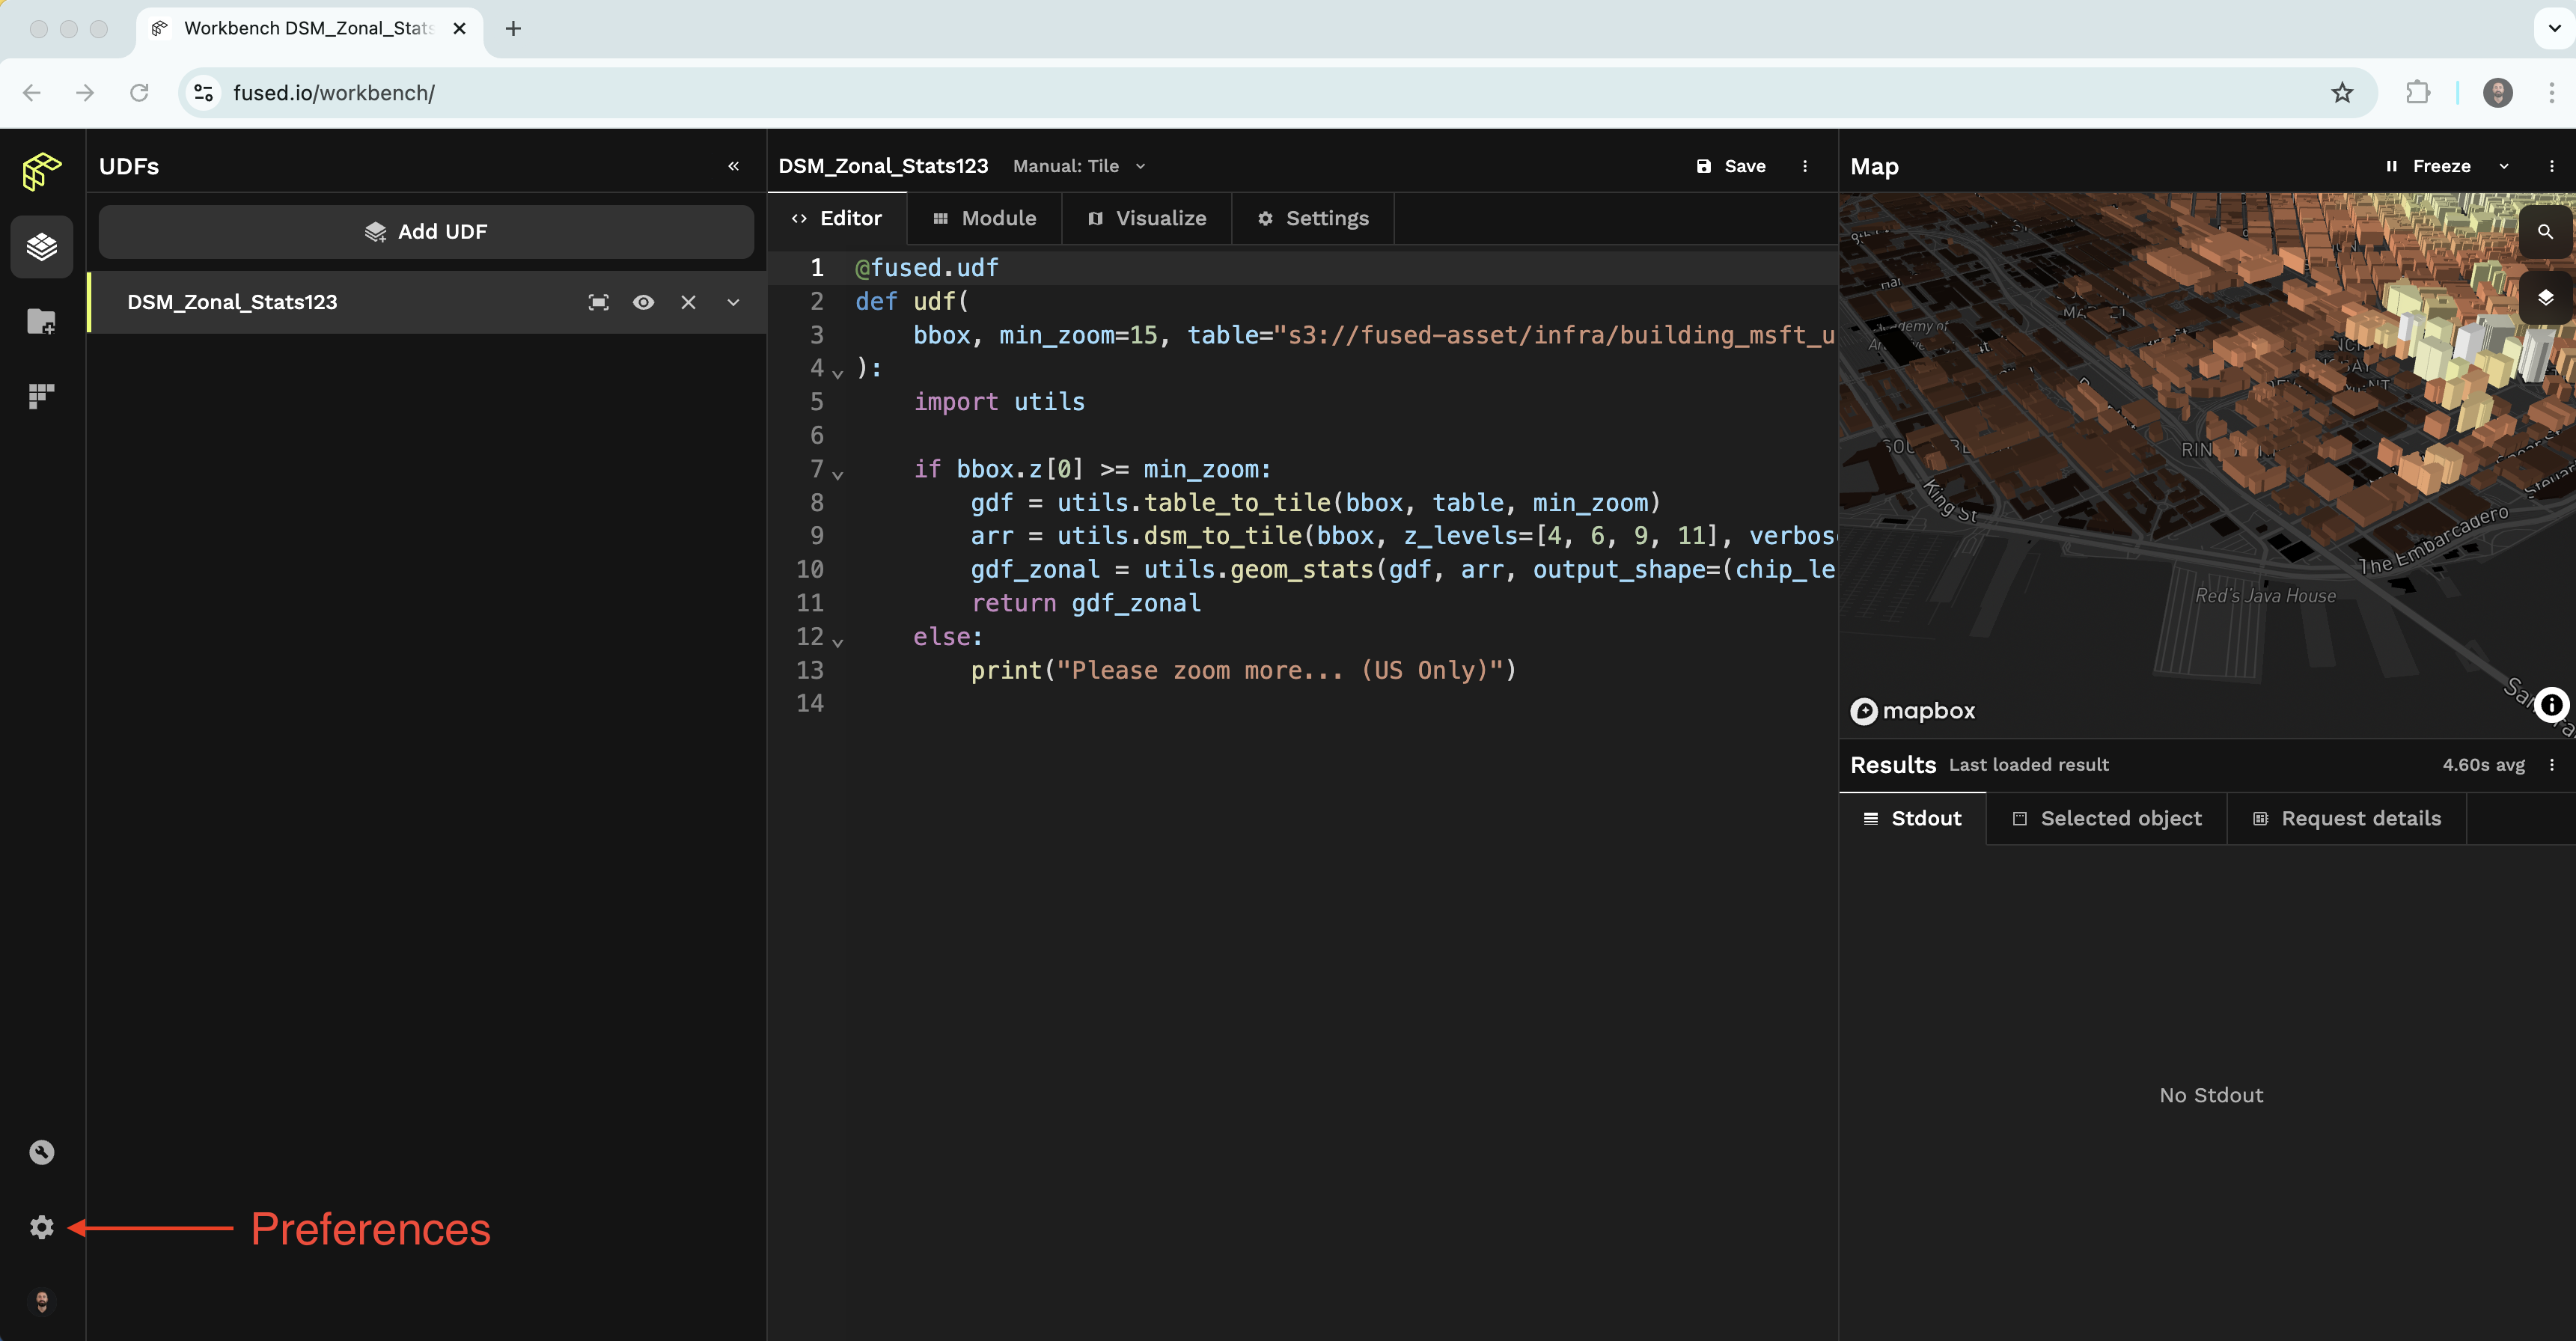 Workbench DSM_Zonal_Stats
fused.io/workbench/
UDFs
Add UDF
DSM_Zonal_Stats123
DSM_Zonal_Stats123 Manual: Tile Save
Editor Module Visualize Settings
1 @fused.udf
2 def udf(
3 bbox, min_zoom=15, table="s3://fused-asset/infra/building_msft_u
4 ):
5 import utils
6
7 if bbox.z[0] >= min_zoom:
8 gdf = utils.table_to_tile(bbox, table, min_zoom)
9 arr = utils.dsm_to_tile(bbox, z_levels=[4, 6, 9, 11], verbos
10 gdf_zonal = utils.geom_stats(gdf, arr, output_shape=(chip_le
11 return gdf_zonal
12 else:
13 print("Please zoom more... (US Only)")
14
Map Freeze
King St
The Embarcadero
Red's Java House
mapbox
Results Last loaded result 4.60s avg
Stdout Selected object Request details
No Stdout
Preferences